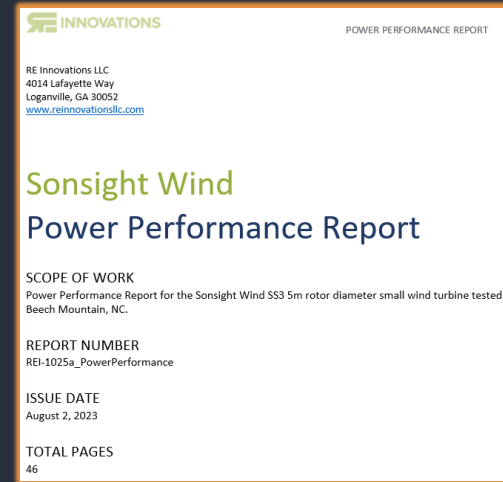 RE INNOVATIONS
POWER PERFORMANCE REPORT
RE Innovations LLC
4014 Lafayette Way
Loganville, GA 30052
www.reinnovationsllc.com
Sonsight Wind
Power Performance Report
SCOPE OF WORK
Power Performance Report for the Sonsight Wind SS3 5m rotor diameter small wind turbine tested
Beech Mountain, NC.
REPORT NUMBER
REI-1025a_PowerPerformance
ISSUE DATE
August 2, 2023
TOTAL PAGES
46